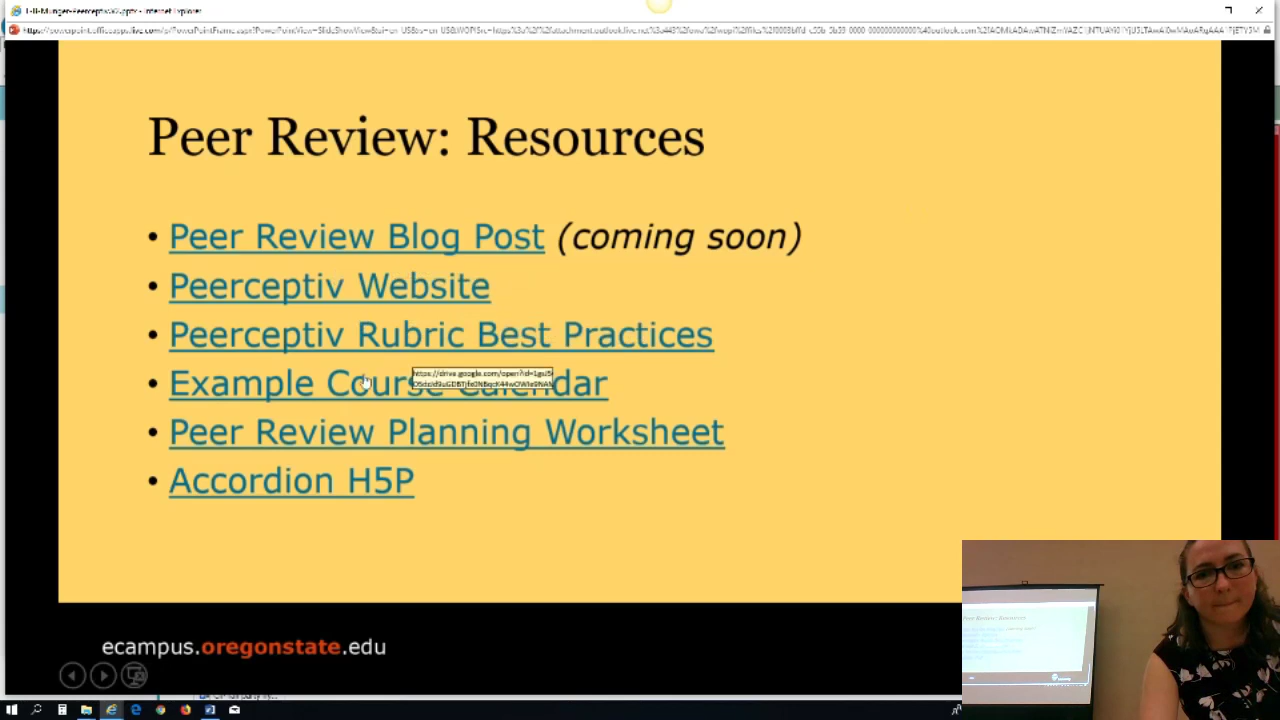 Peer Review: Resources
• Peer Review Blog Post (coming soon)
• Peerceptiv Website
• Peerceptiv Rubric Best Practices
• Example Course Calendar
• Peer Review Planning Worksheet
• Accordion H5P
ecampus.oregonstate.edu